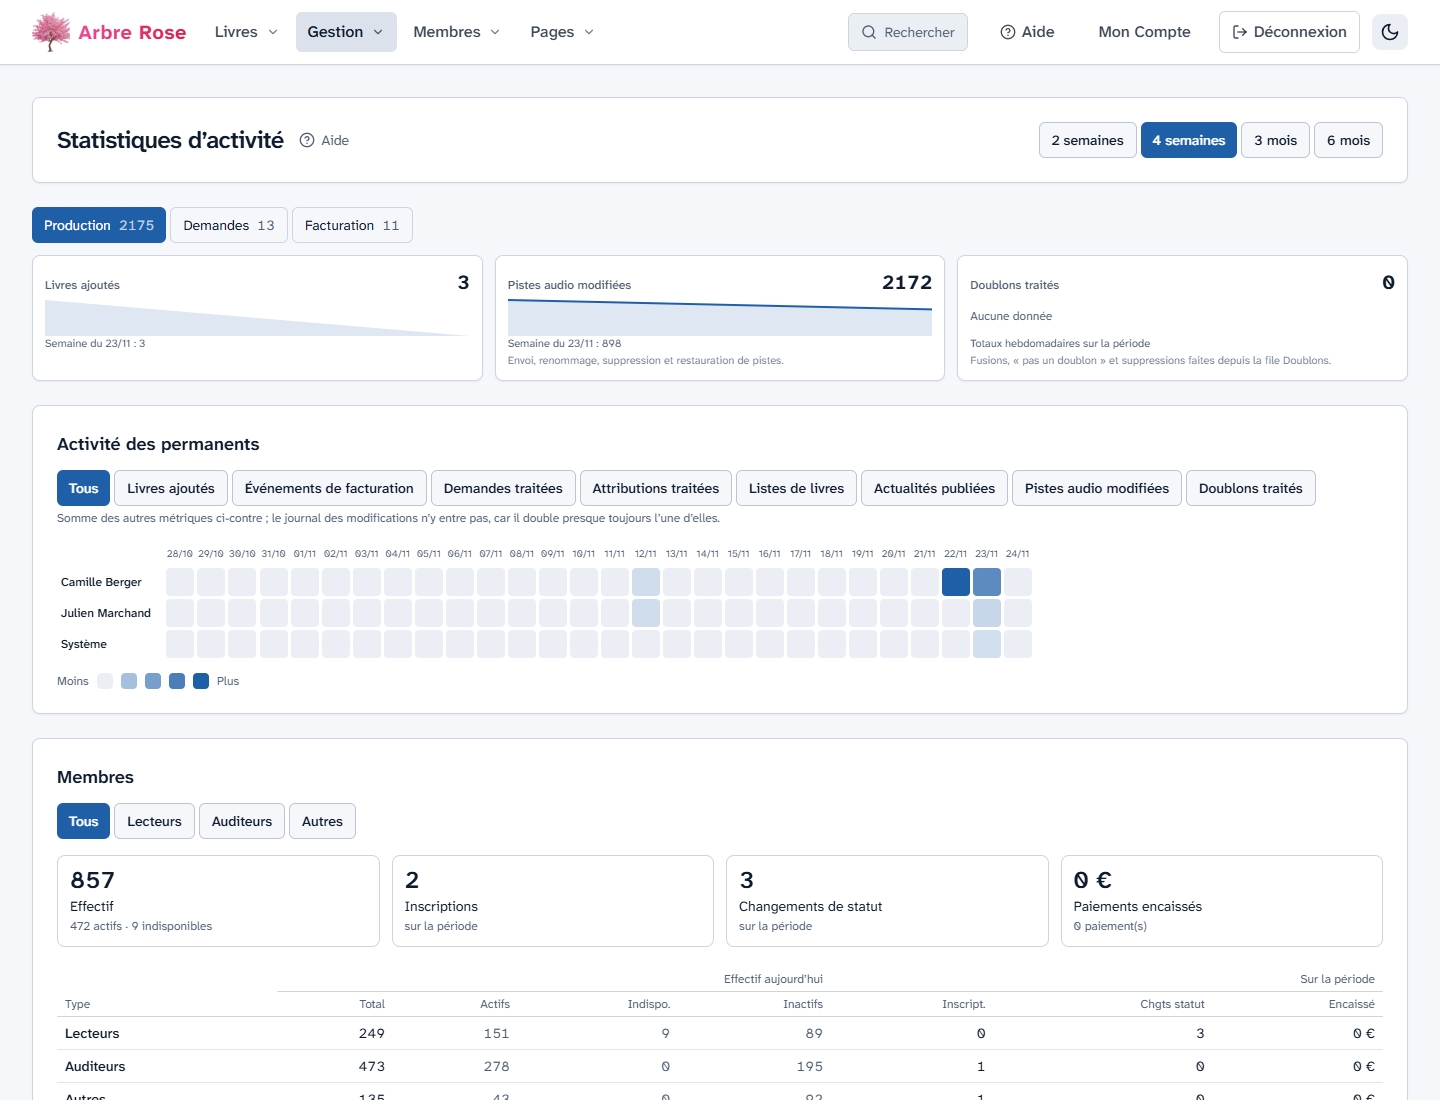 Arbre Rose Livres Gestion Membres Pages Rechercher Aide Mon Compte Déconnexion
Statistiques d’activité Aide 2 semaines 4 semaines 3 mois 6 mois
Production 2175 Demandes 13 Facturation 11
Livres ajoutés 3
Semaine du 23/11 : 3
Pistes audio modifiées 2172
Semaine du 23/11 : 898
Envoi, renommage, suppression et restauration de pistes.
Doublons traités 0
Aucune donnée
Totaux hebdomadaires sur la période
Fusions, « pas un doublon » et suppressions faites depuis la file Doublons.
Activité des permanents
Tous Livres ajoutés Événements de facturation Demandes traitées Attributions traitées Listes de livres Actualités publiées Pistes audio modifiées Doublons traités
Somme des autres métriques ci-contre ; le journal des modifications n’y entre pas, car il double presque toujours l’une d’elles.
28/10 29/10 30/10 31/10 01/11 02/11 03/11 04/11 05/11 06/11 07/11 08/11 09/11 10/11 11/11 12/11 13/11 14/11 15/11 16/11 17/11 18/11 19/11 20/11 21/11 22/11 23/11 24/11
Camille Berger
Julien Marchand
Système
Moins Plus
Membres
Tous Lecteurs Auditeurs Autres
857
Effectif
472 actifs · 9 indisponibles
2
Inscriptions
sur la période
3
Changements de statut
sur la période
0 €
Paiements encaissés
0 paiement(s)
Effectif aujourd’hui Sur la période
Type Total Actifs Indispo. Inactifs Inscript. Chgts statut Encaissé
Lecteurs 249 151 9 89 0 3 0 €
Auditeurs 473 278 0 195 1 0 0 €
Autres 135 43 0 92 1 0 0 €